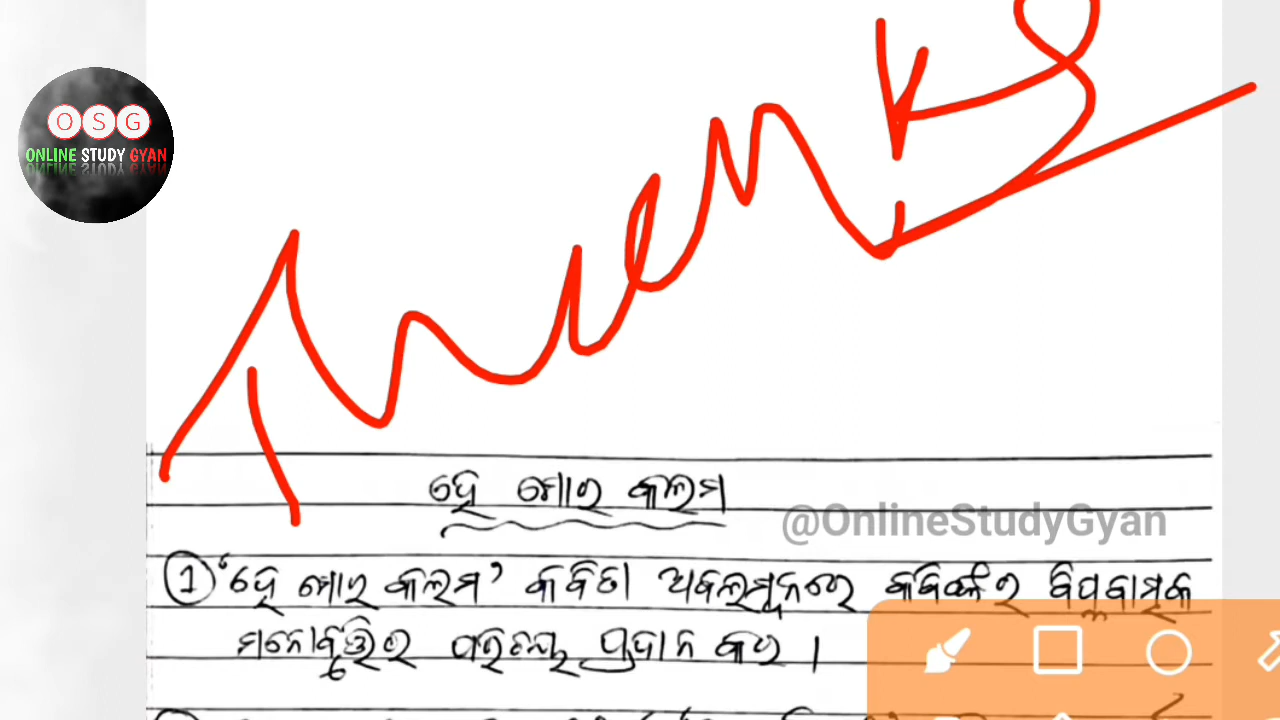 OSG
ONLINE STUDY GYAN
Thanks
ହେ ମୋର କଲମ
@OnlineStudyGyan
① 'ହେ ମୋର କଲମ' କବିତା ଅବଲମ୍ବନରେ କବିଙ୍କର ବିପ୍ଳବାତ୍ମକ
ମନୋବୃତ୍ତିର ପରିଚୟ ପ୍ରଦାନ କର ।